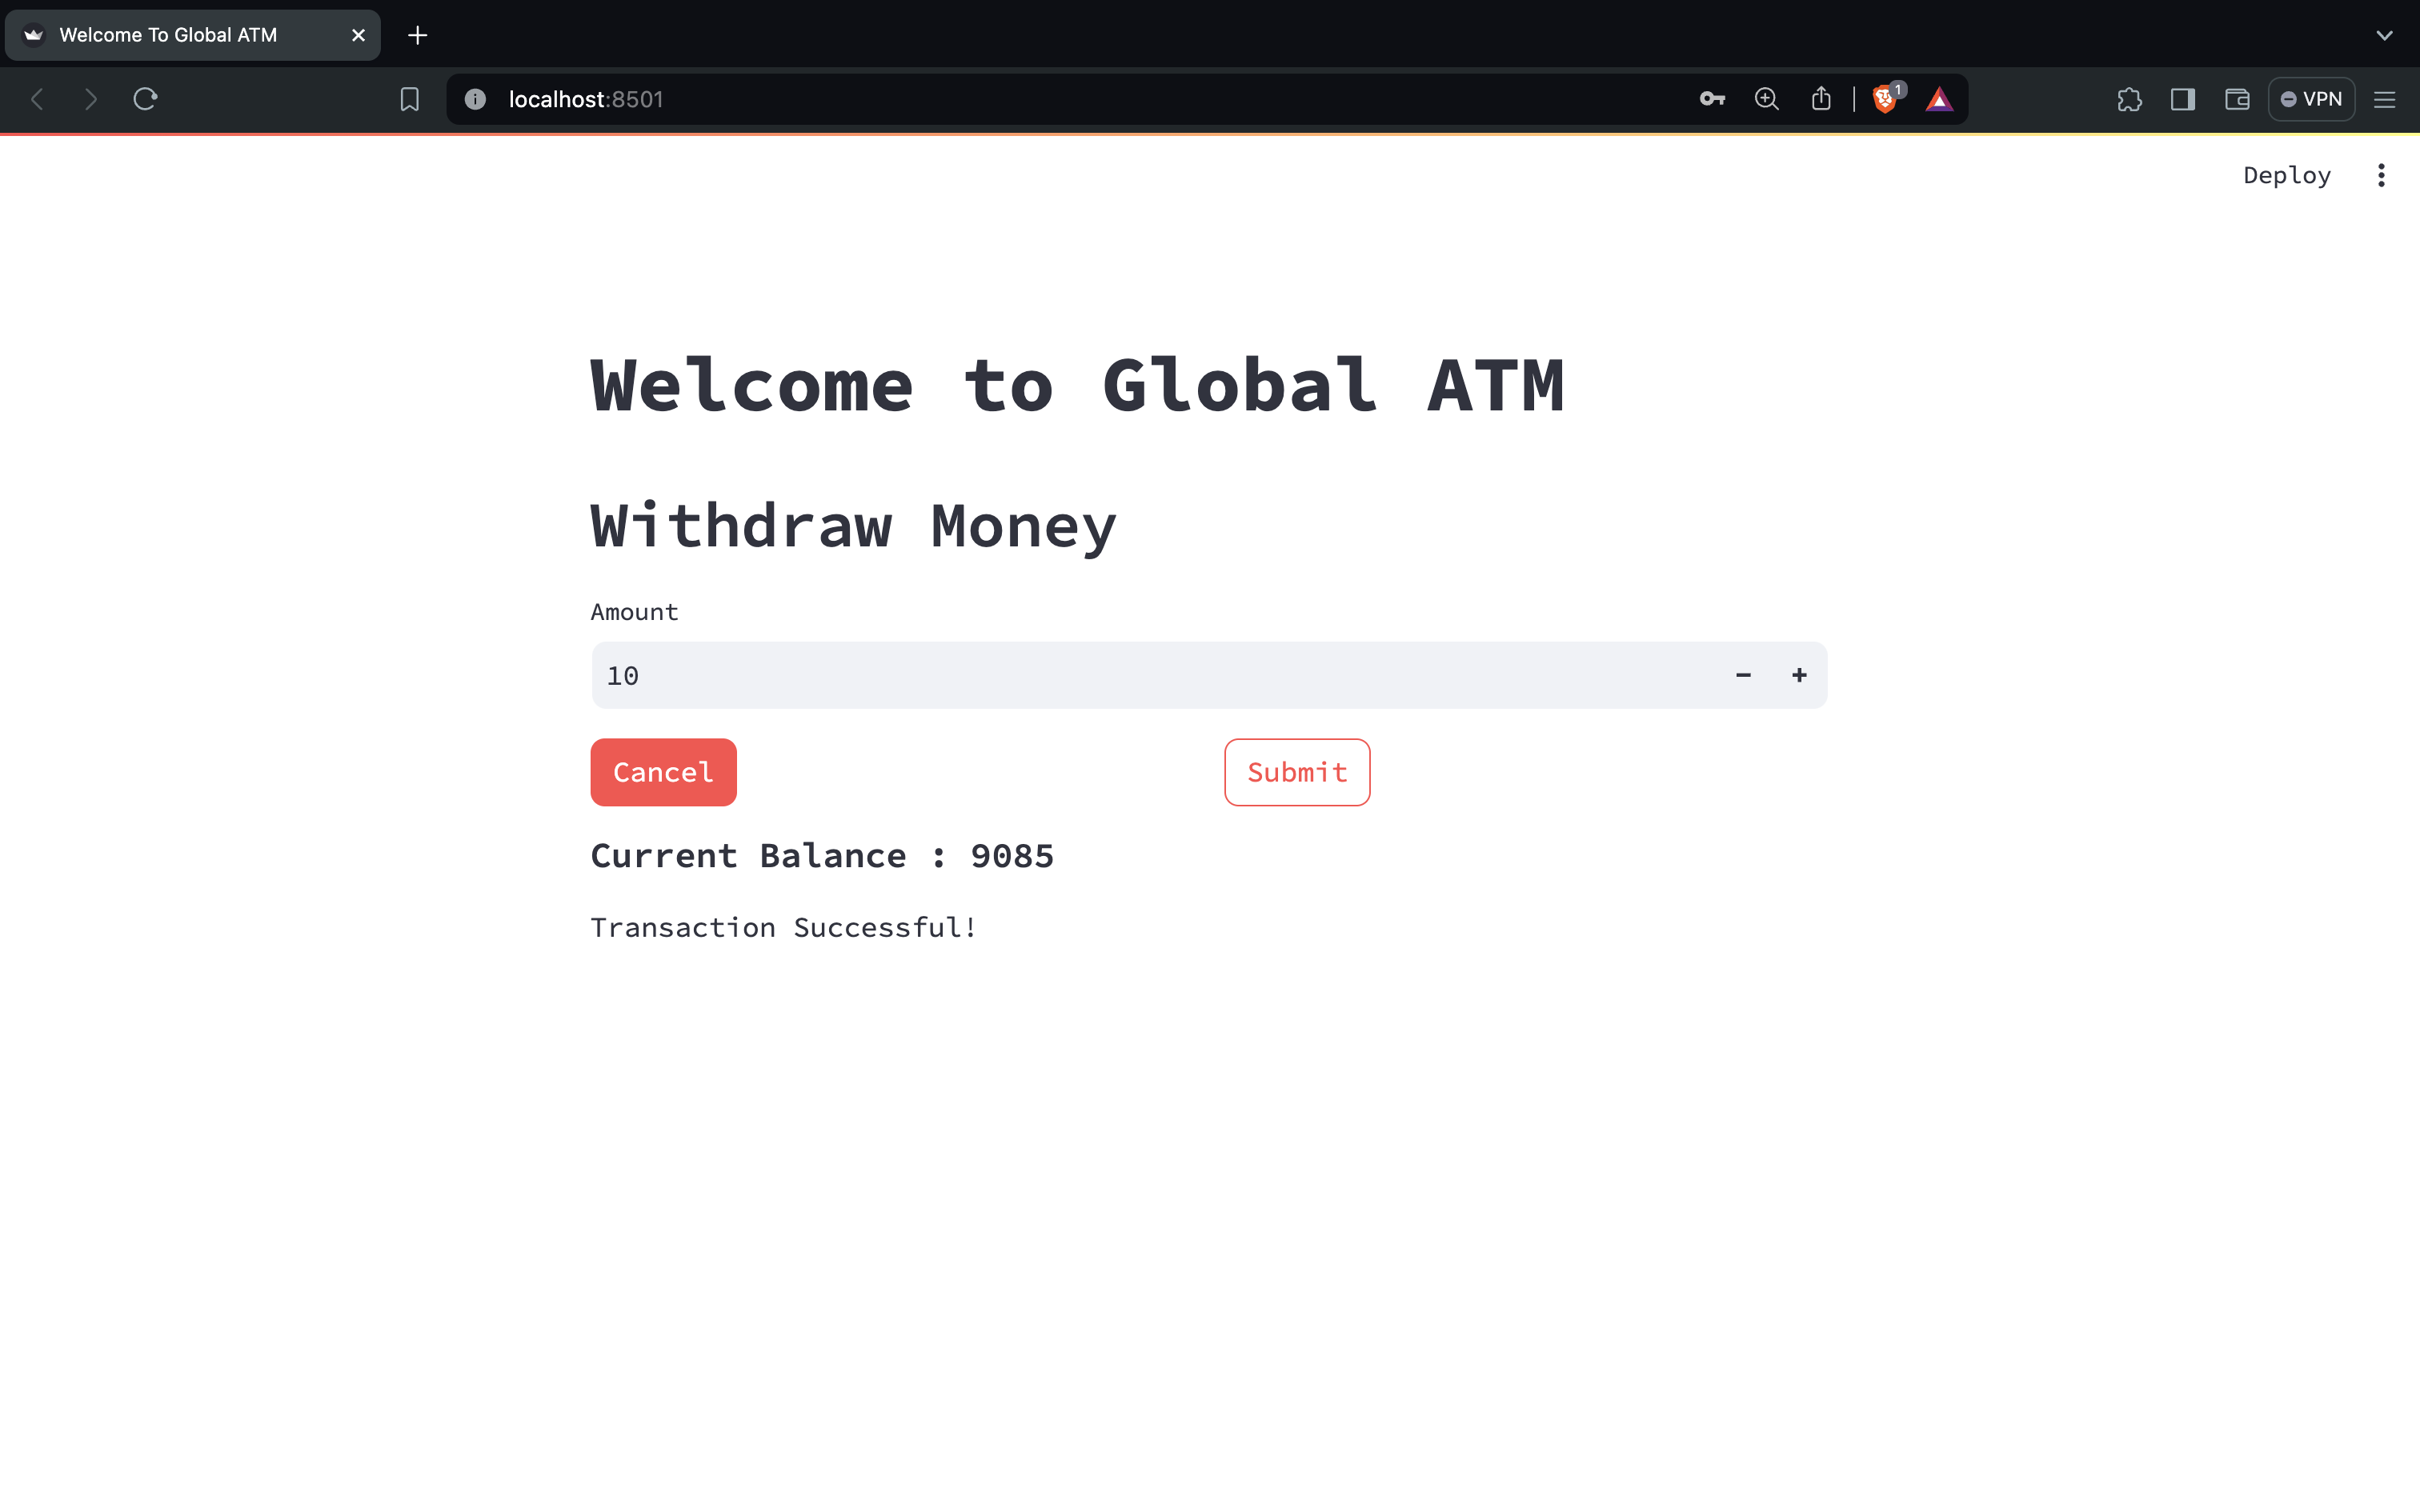 Welcome To Global ATM
localhost:8501
1
VPN
Deploy
Welcome to Global ATM
Withdraw Money
Amount
10
Cancel Submit
Current Balance : 9085
Transaction Successful!